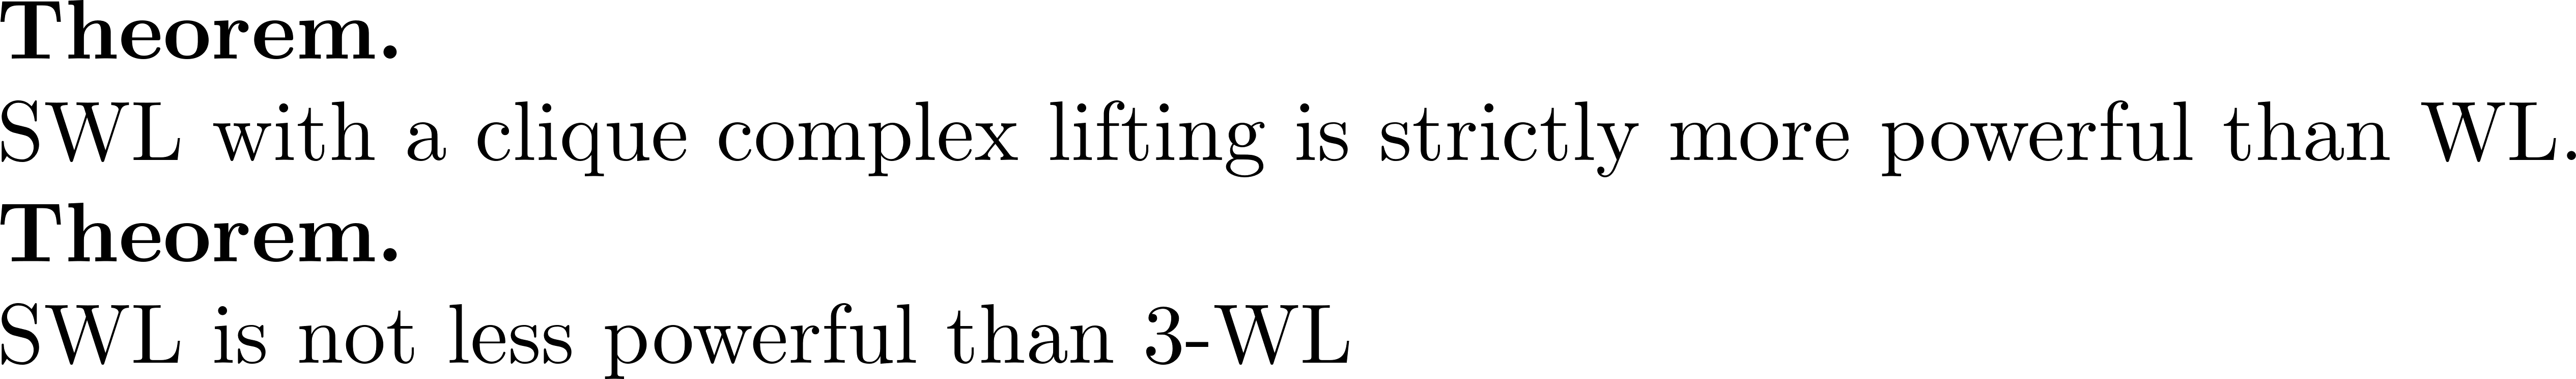 Theorem.
SWL with a clique complex lifting is strictly more powerful than WL.
Theorem.
SWL is not less powerful than 3-WL